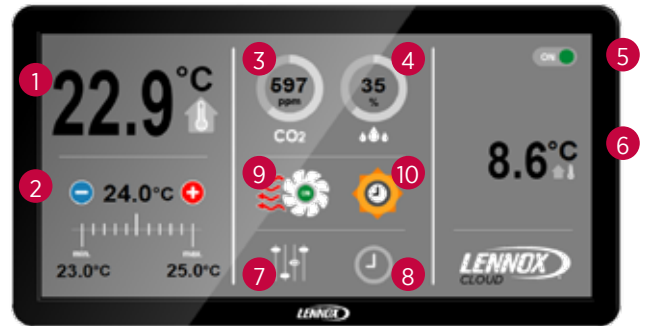 1
22.9°C
2
24.0°C
min.
max.
23.0°C
25.0°C
3
597
ppm
CO2
4
35
%
9
ON
10
7
8
ON
5
8.6°C
6
LENNOX
CLOUD
LENNOX